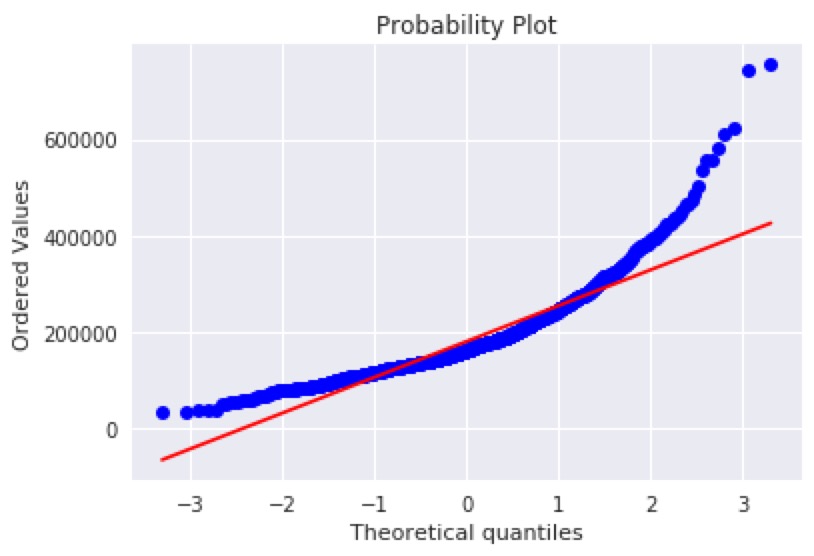 Probability Plot
600000
400000
200000
0
Ordered Values
−3 −2 −1 0 1 2 3
Theoretical quantiles